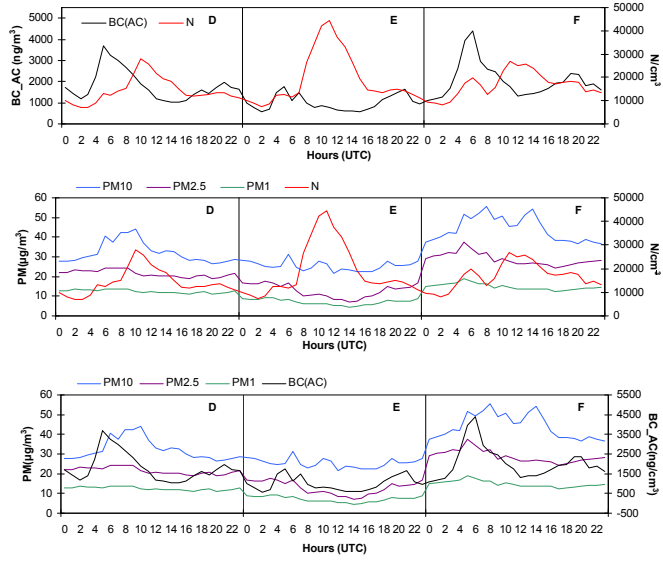 BC(AC) N D E F
5000 50000
4000 40000
3000 30000
2000 20000
1000 10000
0 0
BC_AC (ng/m³)
N/cm³
0 2 4 6 8 10 12 14 16 18 20 22 0 2 4 6 8 10 12 14 16 18 20 22 0 2 4 6 8 10 12 14 16 18 20 22
Hours (UTC)
PM10 PM2.5 PM1 N
D E F
60 50000
50 40000
40 30000
30 20000
20 10000
10
0 0
PM(µg/m³)
N/cm³
0 2 4 6 8 10 12 14 16 18 20 22 0 2 4 6 8 10 12 14 16 18 20 22 0 2 4 6 8 10 12 14 16 18 20 22
Hours (UTC)
PM10 PM2.5 PM1 BC(AC)
D E F
60 5500
50 4500
40 3500
30 2500
20 1500
10 500
0 -500
PM(µg/m³)
BC_AC(ng/cm³)
0 2 4 6 8 10 12 14 16 18 20 22 0 2 4 6 8 10 12 14 16 18 20 22 0 2 4 6 8 10 12 14 16 18 20 22
Hours (UTC)